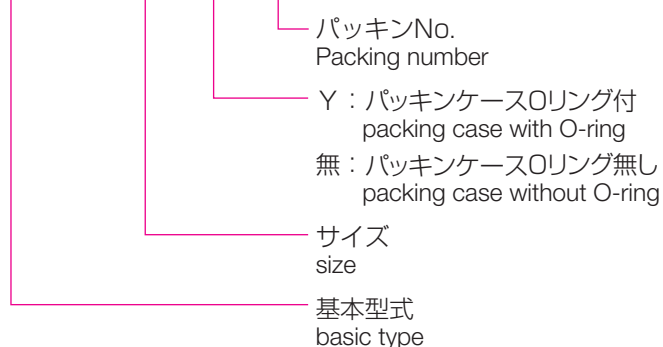 パッキンNo.
Packing number
Y：パッキンケースOリング付
packing case with O-ring
無：パッキンケースOリング無し
packing case without O-ring
サイズ
size
基本型式
basic type